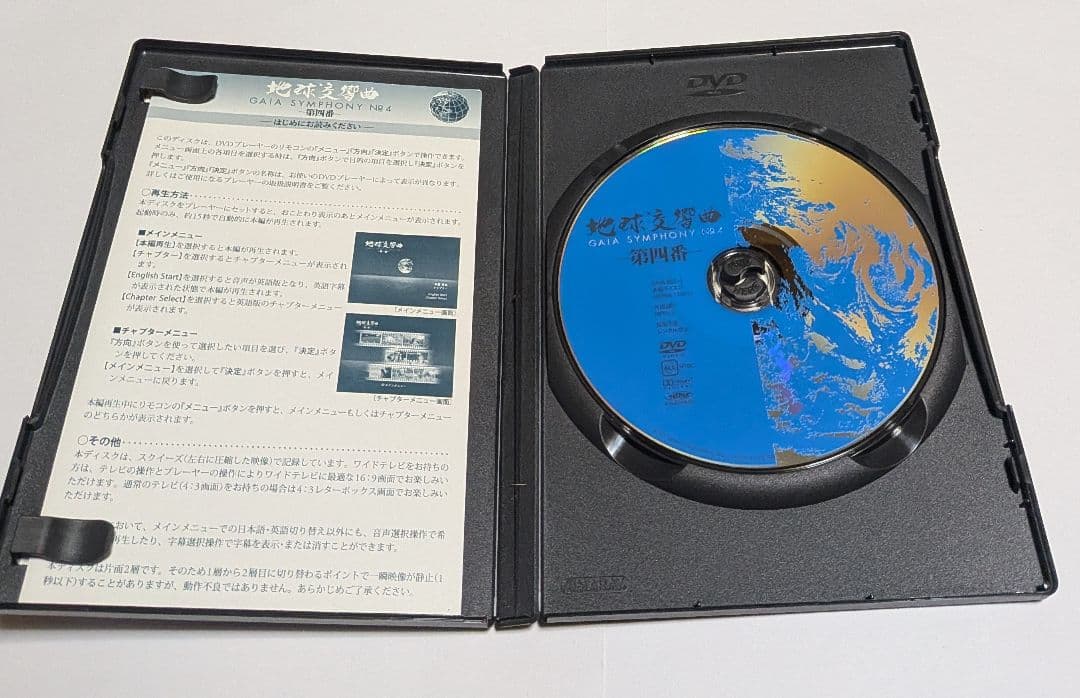 地球交響曲
GAIA SYMPHONY Nº4
第四番
はじめにお読みください
このディスクは、DVDプレーヤーのリモコンの『メニュー』『方向』『決定』ボタンで操作できます。
メニュー画面上の各項目を選択する時は、『方向』ボタンで目的の項目を選択し『決定』ボタンを
押します。
『メニュー』『方向』『決定』ボタンの名称は、お使いのDVDプレーヤーによって表示が異なります。
詳しくはご使用になるプレーヤーの取扱説明書をご覧ください。
○再生方法
本ディスクをプレーヤーにセットすると、おことわり表示のあとメインメニューが表示されます。
起動時のみ、約15秒で自動的に本編が再生されます。
■メインメニュー
【本編再生】を選択すると本編が再生されます。
【チャプター】を選択するとチャプターメニューが表示され
ます。
【English Start】を選択すると音声が英語版となり、英語字幕
が表示された状態で本編が再生されます。
【Chapter Select】を選択すると英語版のチャプターメニュー
が表示されます。
地球交響曲
[メインメニュー画面]
■チャプターメニュー
『方向』ボタンを使って選択したい項目を選び、『決定』ボタ
ンを押してください。
【メインメニュー】を選択して『決定』ボタンを押すと、メイ
ンメニューに戻ります。
地球交響曲
[チャプターメニュー画面]
本編再生中にリモコンの『メニュー』ボタンを押すと、メインメニューもしくはチャプターメニュー
のどちらかが表示されます。
○その他
本ディスクは、スクイーズ(左右に圧縮した映像)で記録しています。ワイドテレビをお持ちの
方は、テレビの操作とプレーヤーの操作によりワイドテレビに最適な16:9画面でお楽しみ
いただけます。通常のテレビ(4:3画面)をお持ちの場合は4:3レターボックス画面でお楽しみい
ただけます。
おいて、メインメニューでの日本語・英語切り替え以外にも、音声選択操作で希
再生したり、字幕選択操作で字幕を表示・または消すことができます。
本ディスクは片面2層です。そのため1層から2層目に切り替わるポイントで一瞬映像が静止(1
秒以下)することがありますが、動作不良ではありません。あらかじめご了承ください。
DVD
地球交響曲
GAIA SYMPHONY Nº4
第四番
DVD
ALL